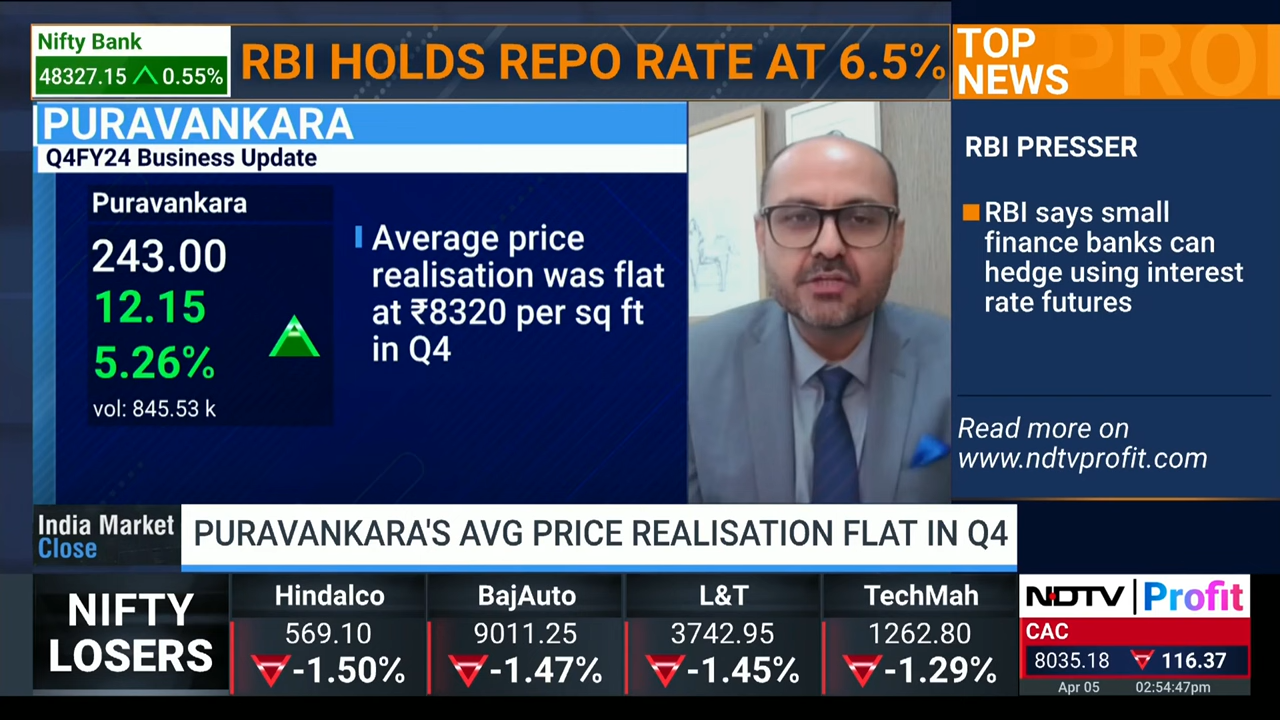 Nifty Bank
48327.15 0.55%
RBI HOLDS REPO RATE AT 6.5%
TOP
NEWS
PURAVANKARA
Q4FY24 Business Update
Puravankara
243.00
12.15
5.26%
vol: 845.53 k
Average price
realisation was flat
at ₹8320 per sq ft
in Q4
RBI PRESSER
RBI says small
finance banks can
hedge using interest
rate futures
Read more on
www.ndtvprofit.com
India Market
Close
PURAVANKARA'S AVG PRICE REALISATION FLAT IN Q4
NIFTY
LOSERS
Hindalco
569.10
-1.50%
BajAuto
9011.25
-1.47%
L&T
3742.95
-1.45%
TechMah
1262.80
-1.29%
NDTV Profit
CAC
8035.18 116.37
Apr 05 02:54:47pm